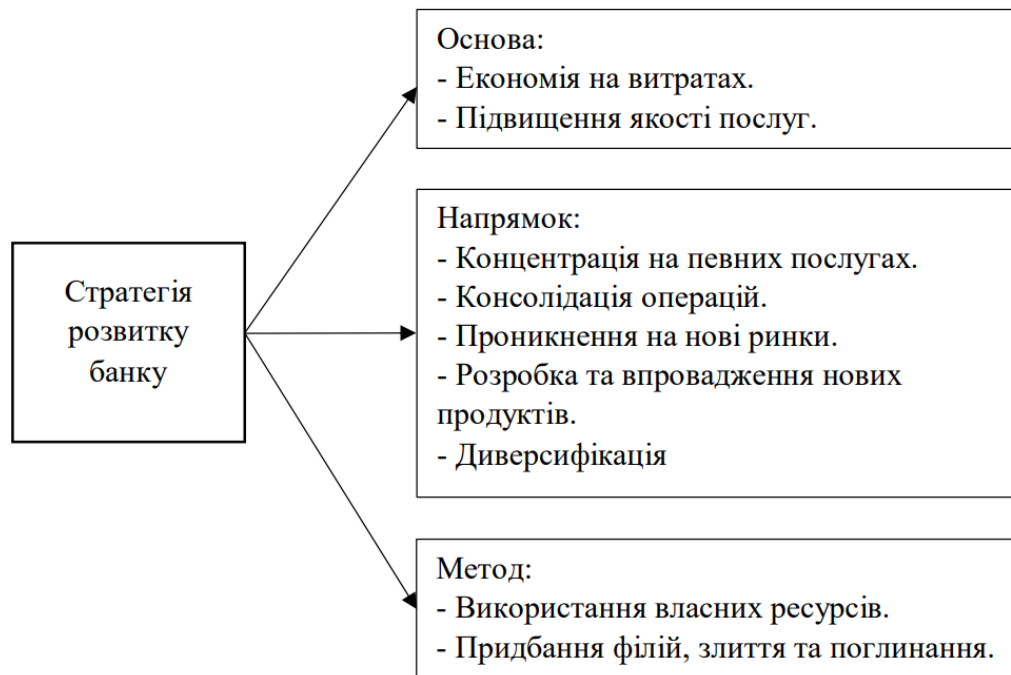 Стратегія
розвитку
банку
Основа:
- Економія на витратах.
- Підвищення якості послуг.
Напрямок:
- Концентрація на певних послугах.
- Консолідація операцій.
- Проникнення на нові ринки.
- Розробка та впровадження нових
продуктів.
- Диверсифікація
Метод:
- Використання власних ресурсів.
- Придбання філій, злиття та поглинання.